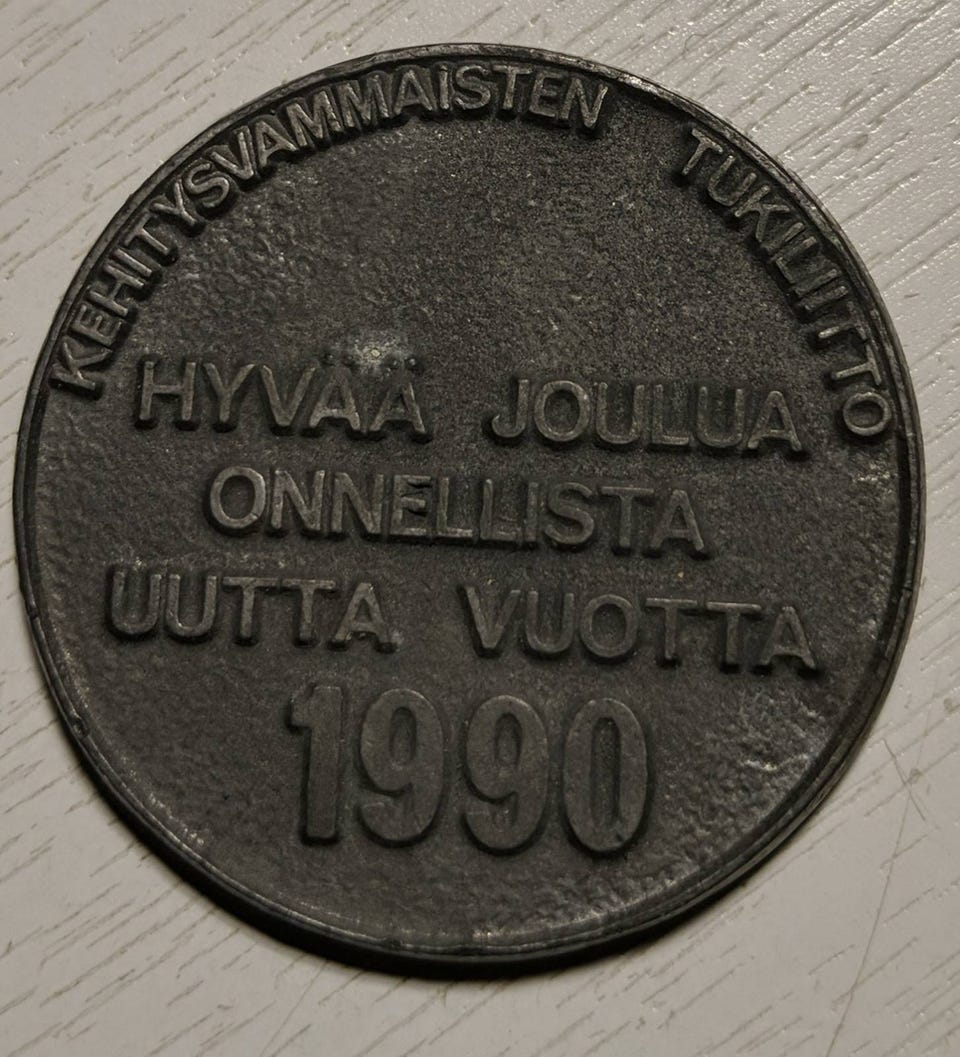 KEHITYSVAMMAISTEN TUKILIITTO
HYVÄÄ JOULUA
ONNELLISTA
UUTTA VUOTTA
1990